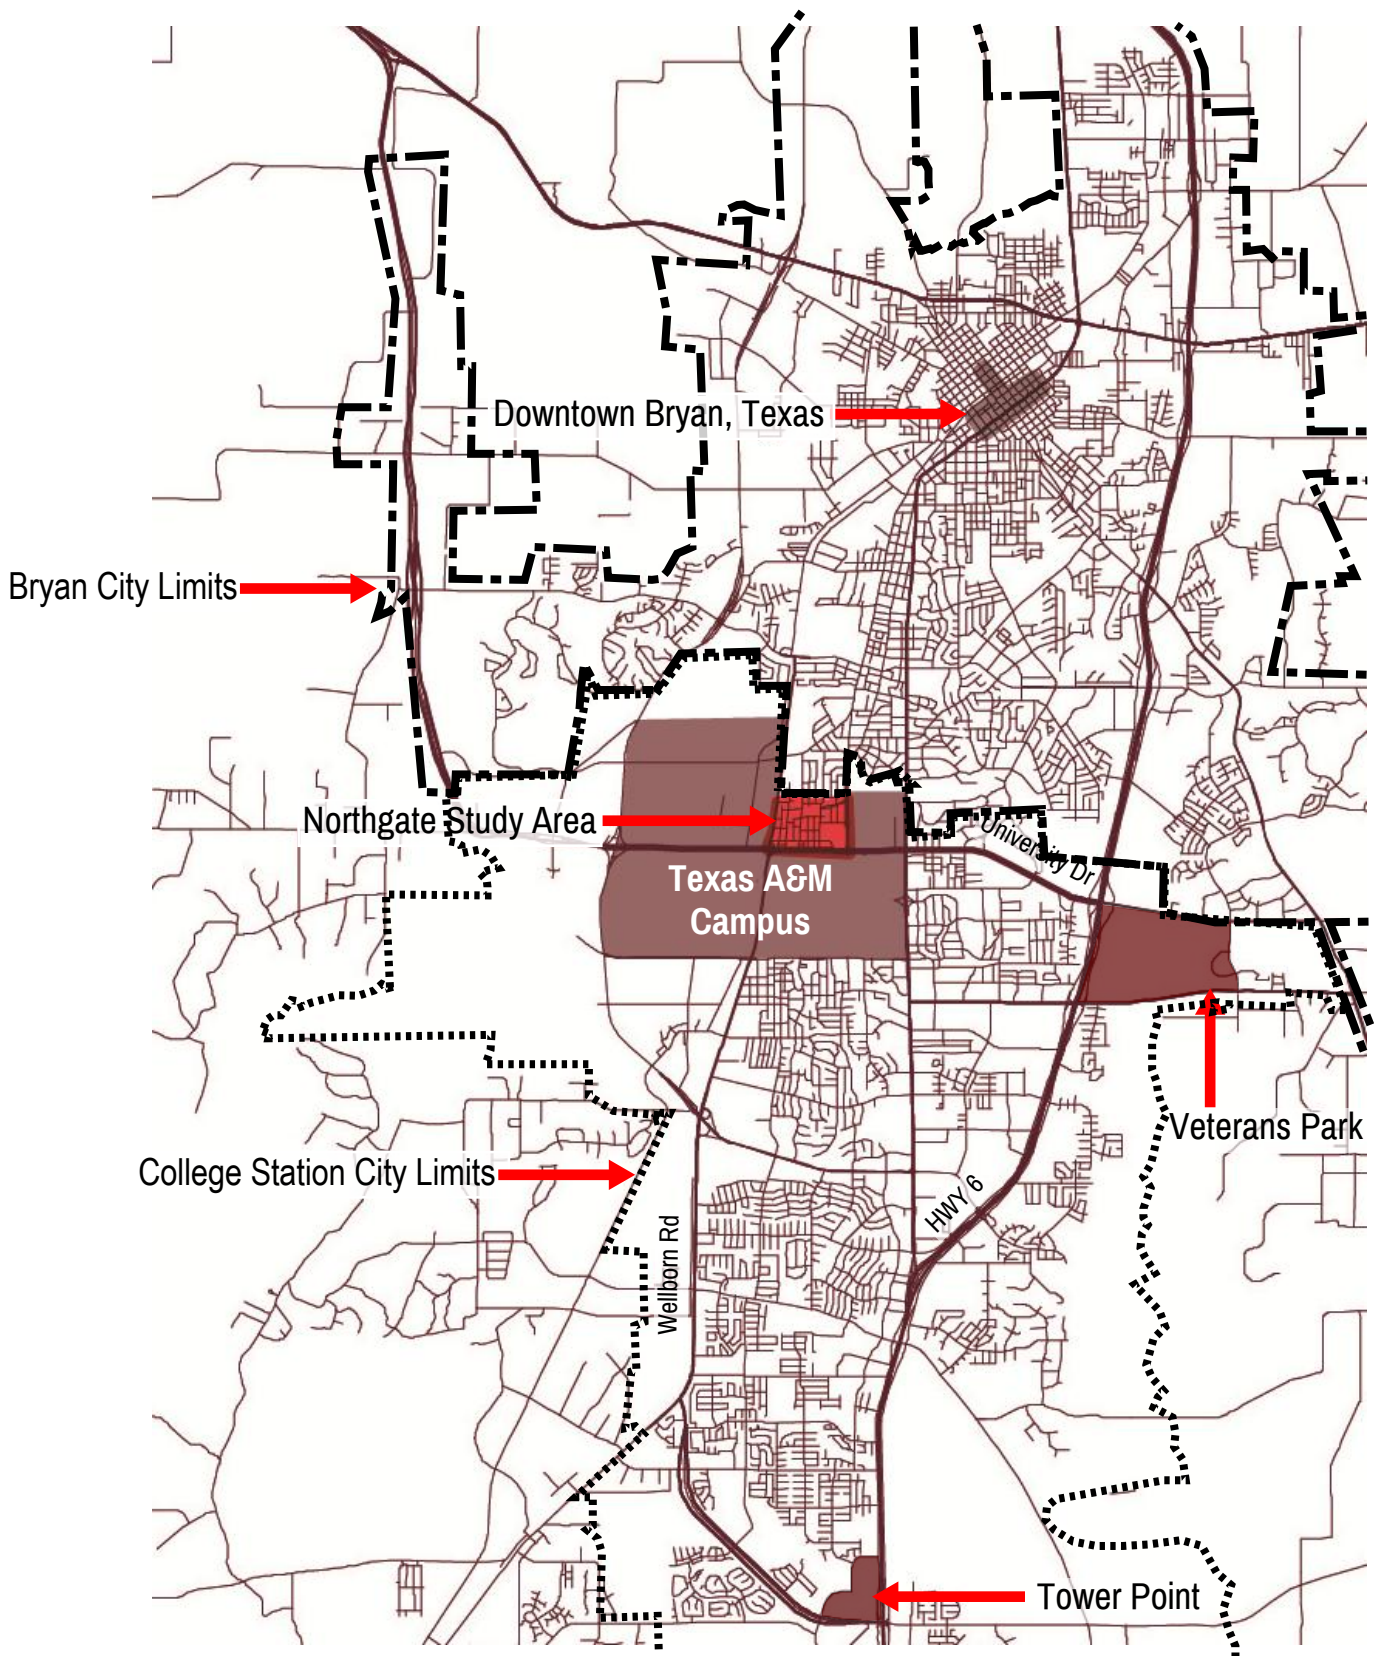 Downtown Bryan, Texas
Bryan City Limits
Northgate Study Area
University Dr
Texas A&M
Campus
Veterans Park
College Station City Limits
HWY 6
Wellborn Rd
Tower Point